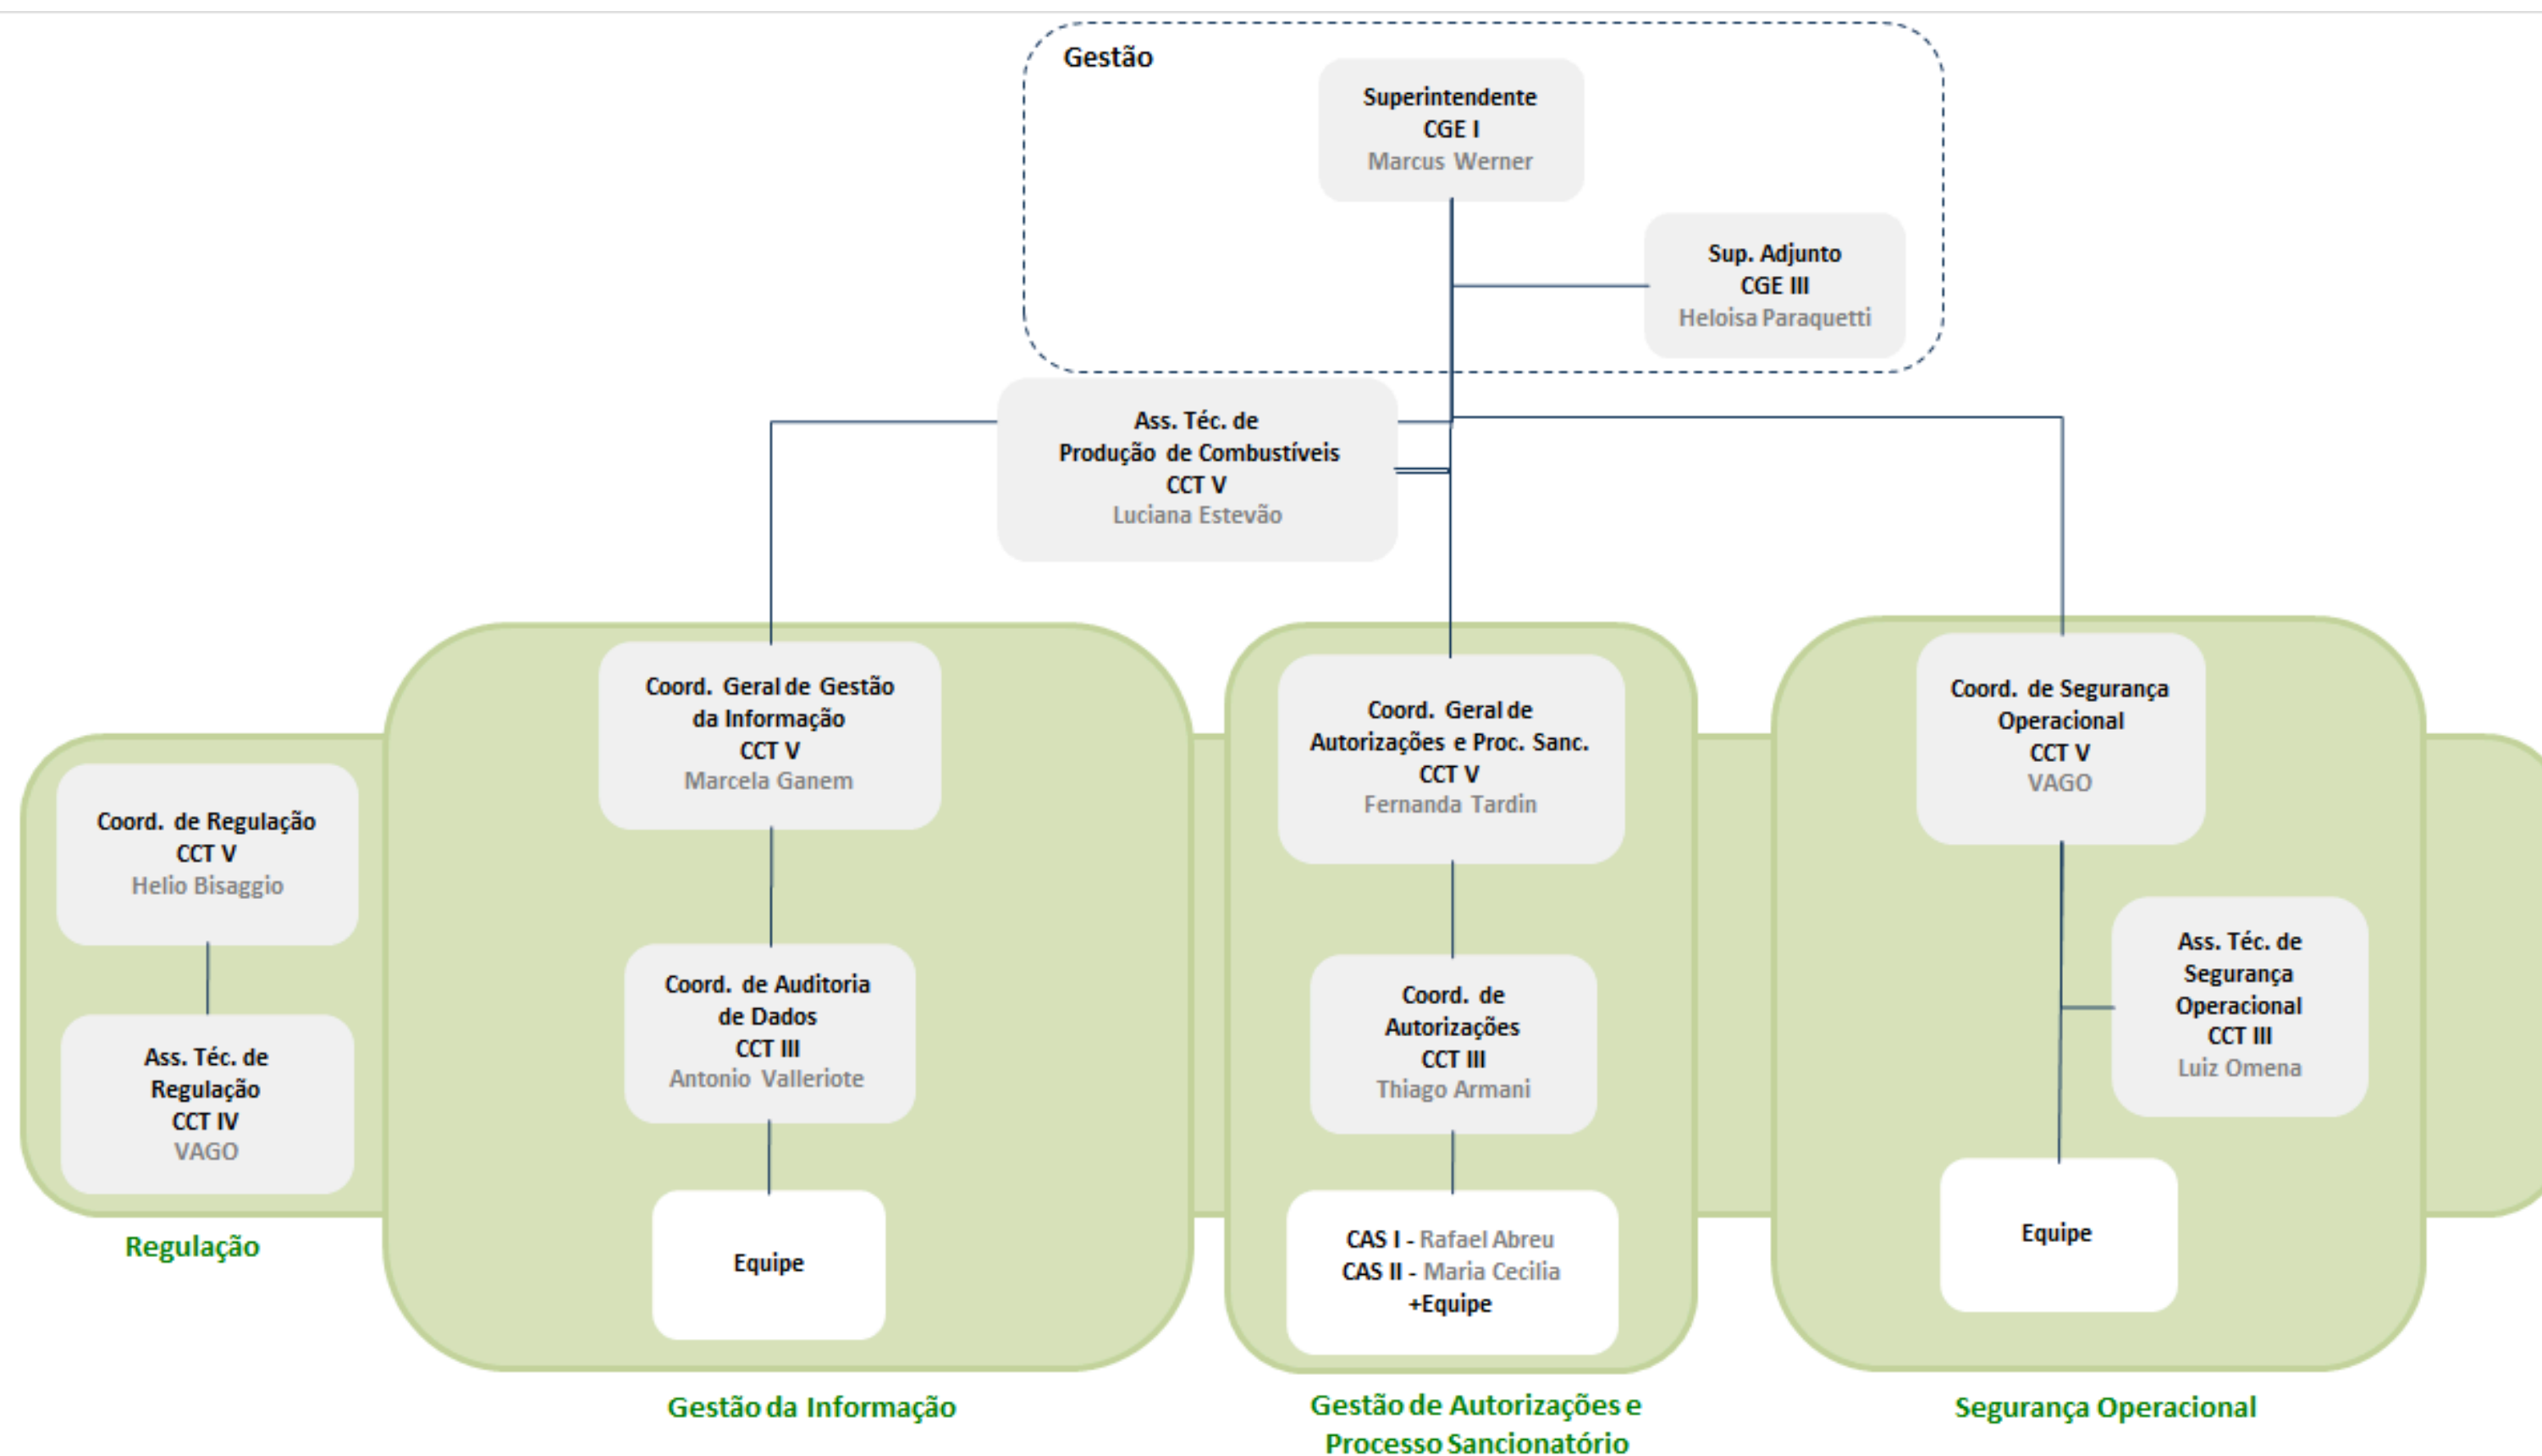 Gestão
Superintendente
CGE I
Marcus Werner
Sup. Adjunto
CGE III
Heloisa Paraquetti
Ass. Téc. de
Produção de Combustíveis
CCT V
Luciana Estevão
Coord. de Regulação
CCT V
Helio Bisaggio
Ass. Téc. de
Regulação
CCT IV
VAGO
Regulação
Coord. Geral de Gestão
da Informação
CCT V
Marcela Ganem
Coord. de Auditoria
de Dados
CCT III
Antonio Valleriote
Equipe
Gestão da Informação
Coord. Geral de
Autorizações e Proc. Sanc.
CCT V
Fernanda Tardin
Coord. de
Autorizações
CCT III
Thiago Armani
CAS I - Rafael Abreu
CAS II - Maria Cecilia
+Equipe
Gestão de Autorizações e
Processo Sancionatório
Coord. de Segurança
Operacional
CCT V
VAGO
Ass. Téc. de
Segurança
Operacional
CCT III
Luiz Omena
Equipe
Segurança Operacional